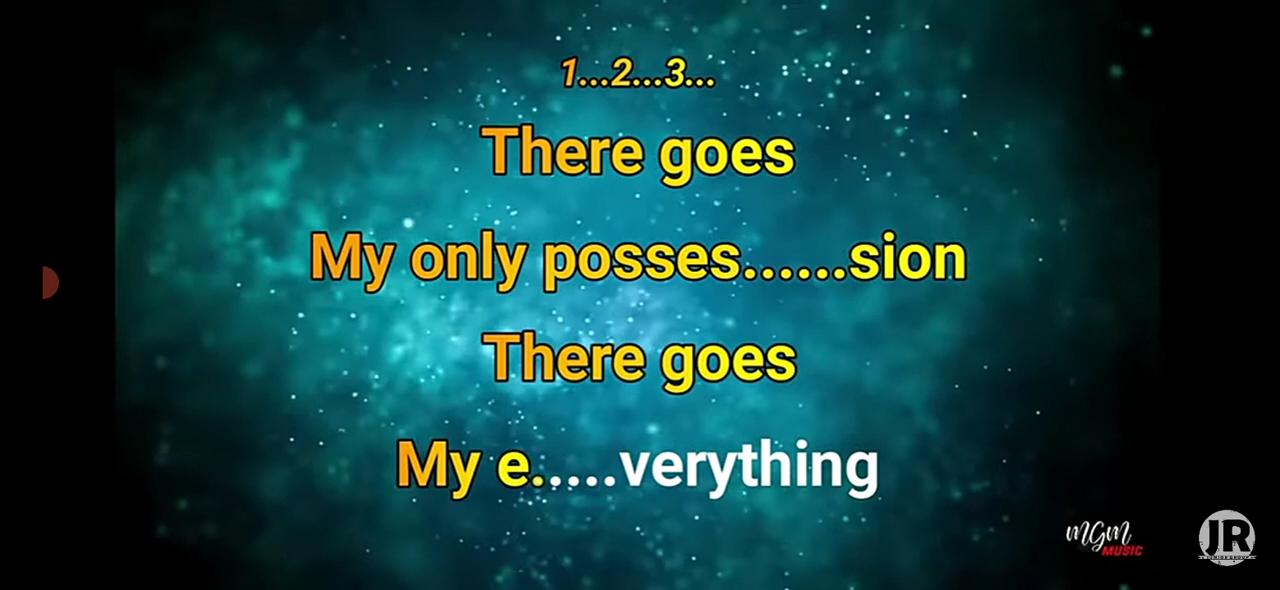 1...2...3...
There goes
My only posses......sion
There goes
My e.....verything
mGm
MUSIC
JR